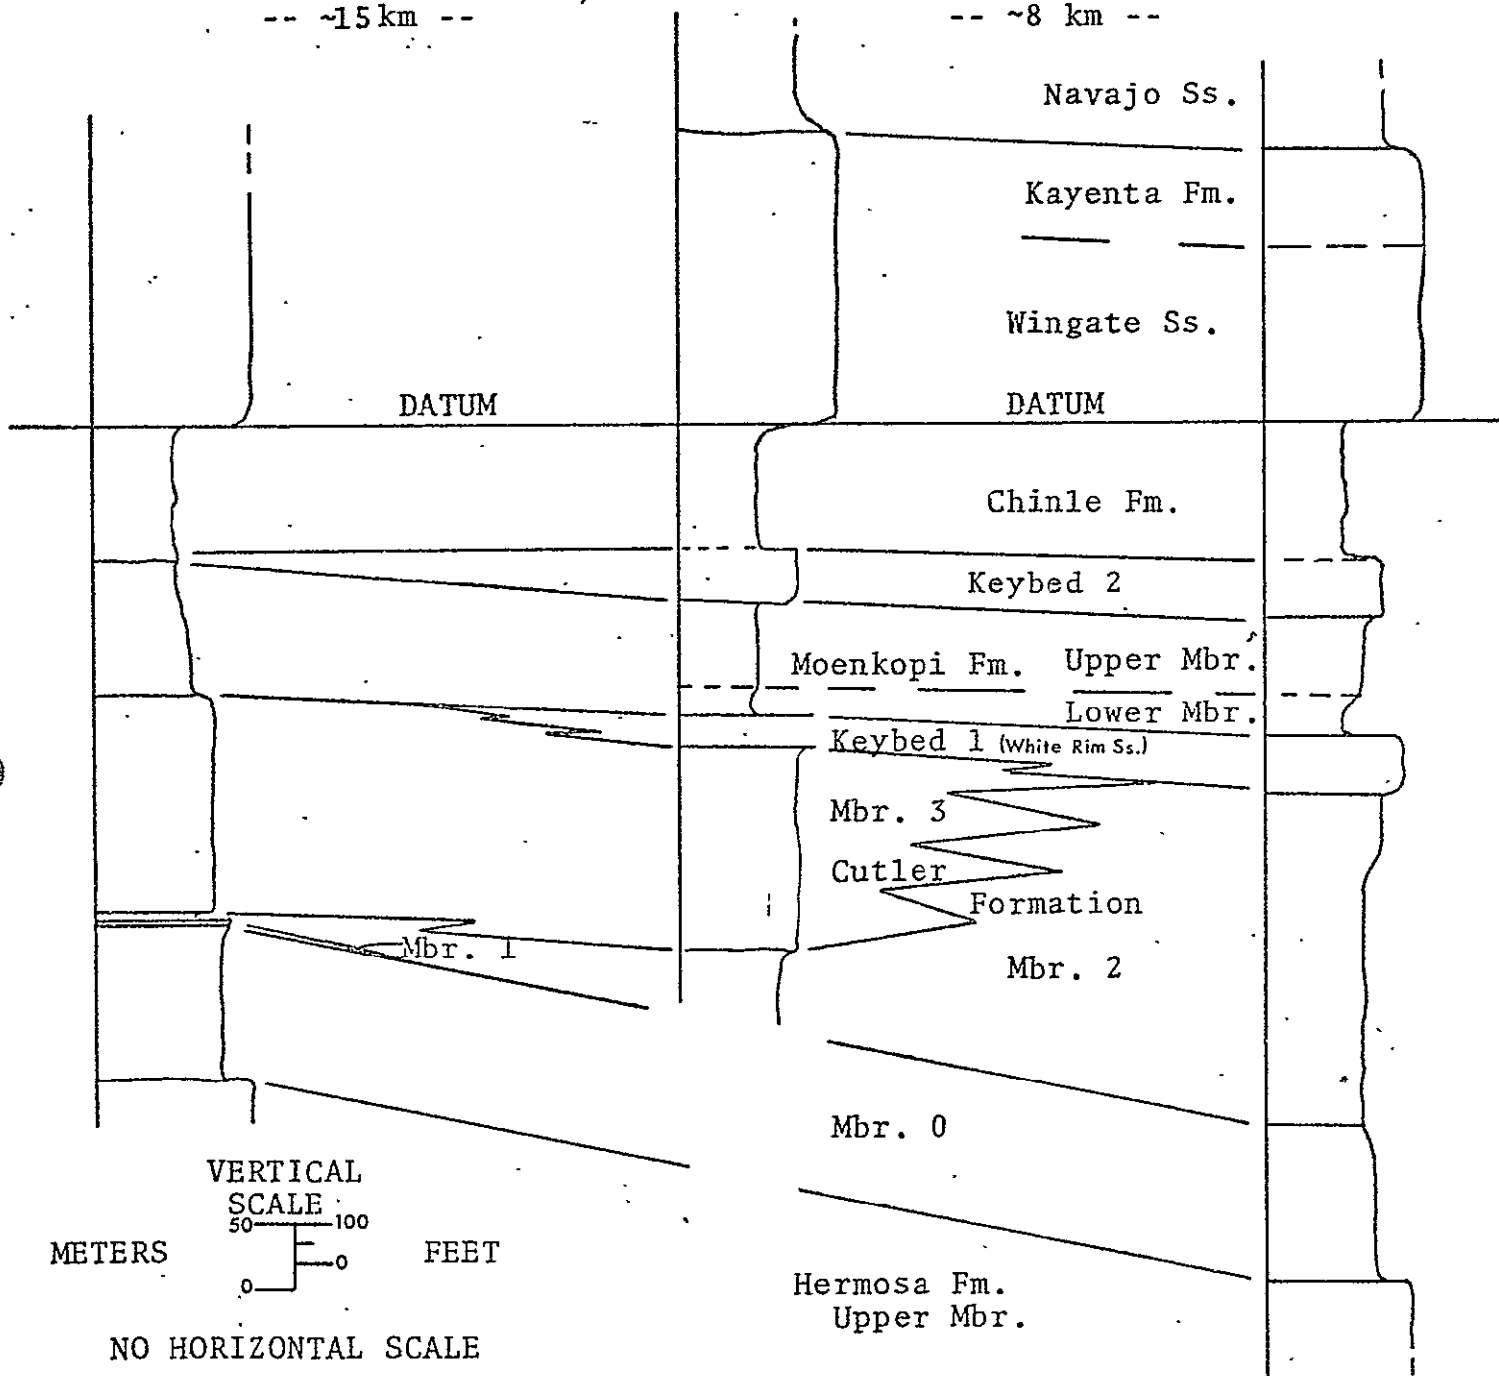 -- ~15km --
-- ~8 km --
Navajo Ss.
Kayenta Fm.
Wingate Ss.
DATUM
DATUM
Chinle Fm.
Keybed 2
Moenkopi Fm. Upper Mbr.
Lower Mbr.
Keybed 1 (White Rim Ss.)
Mbr. 3
Cutler
Formation
Mbr. 1
Mbr. 2
Mbr. 0
VERTICAL
SCALE
50 100
METERS FEET
0
0
Hermosa Fm.
Upper Mbr.
NO HORIZONTAL SCALE